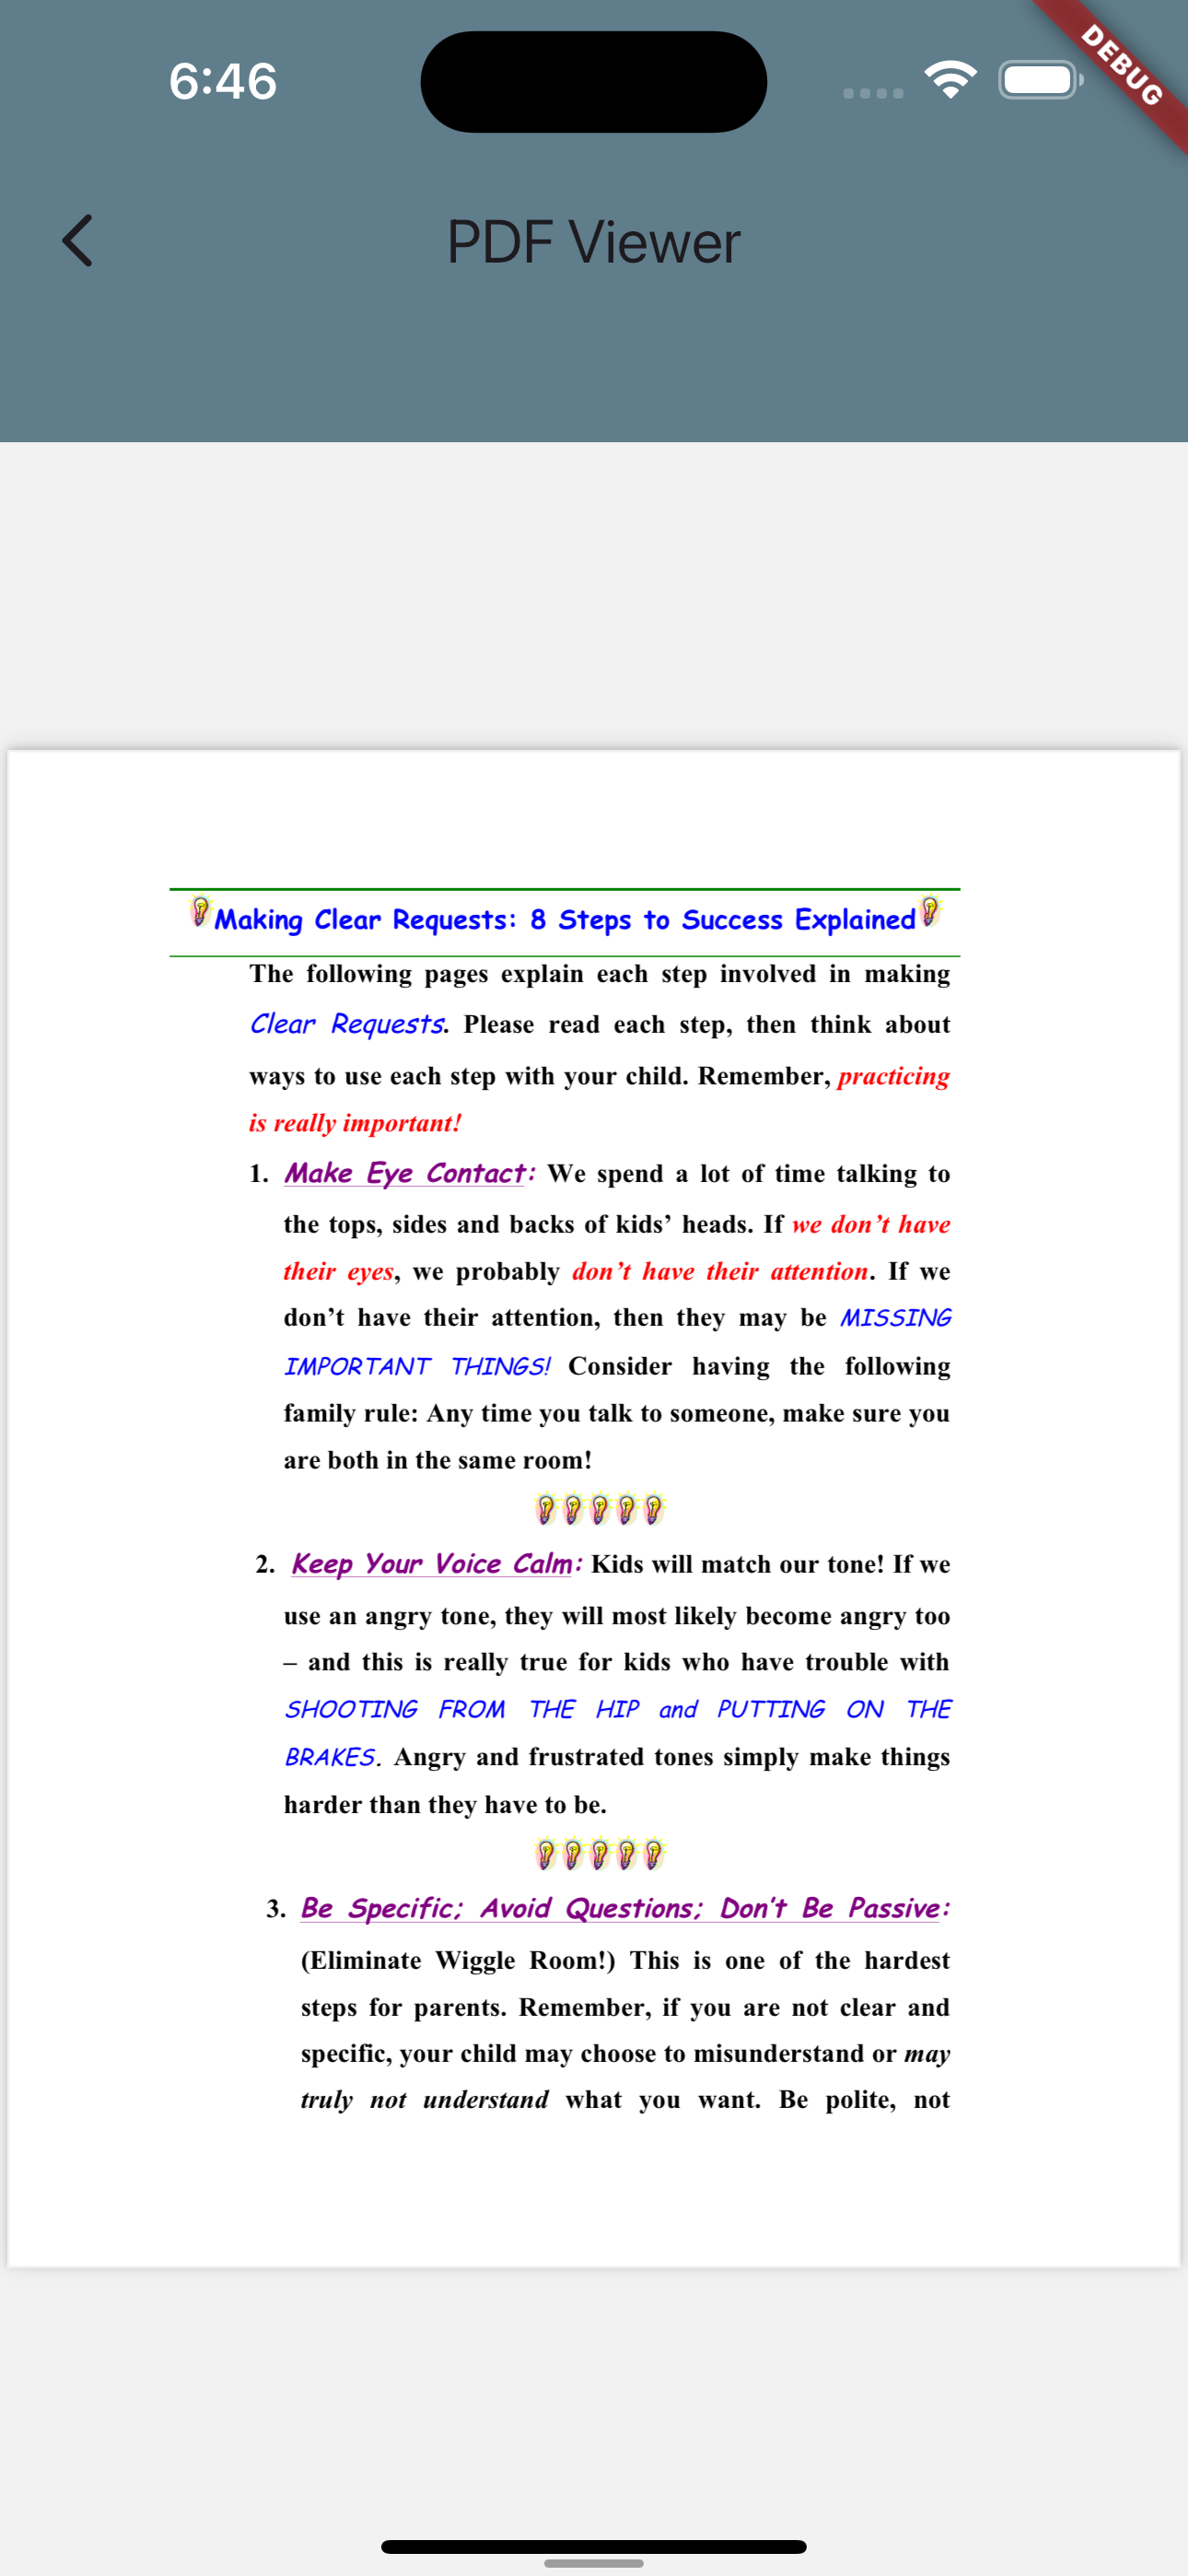 6:46
DEBUG
PDF Viewer
Making Clear Requests: 8 Steps to Success Explained
The following pages explain each step involved in making
Clear Requests. Please read each step, then think about
ways to use each step with your child. Remember, practicing
is really important!
1. Make Eye Contact: We spend a lot of time talking to
the tops, sides and backs of kids’ heads. If we don’t have
their eyes, we probably don’t have their attention. If we
don’t have their attention, then they may be MISSING
IMPORTANT THINGS! Consider having the following
family rule: Any time you talk to someone, make sure you
are both in the same room!
2. Keep Your Voice Calm: Kids will match our tone! If we
use an angry tone, they will most likely become angry too
– and this is really true for kids who have trouble with
SHOOTING FROM THE HIP and PUTTING ON THE
BRAKES. Angry and frustrated tones simply make things
harder than they have to be.
3. Be Specific; Avoid Questions; Don’t Be Passive:
(Eliminate Wiggle Room!) This is one of the hardest
steps for parents. Remember, if you are not clear and
specific, your child may choose to misunderstand or may
truly not understand what you want. Be polite, not